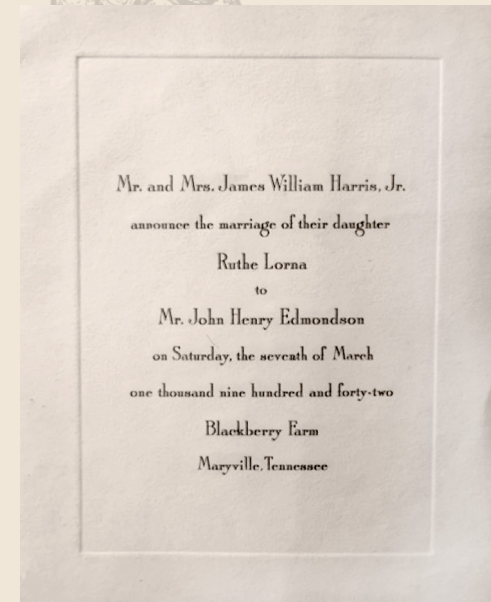 Mr. and Mrs. James William Harris, Jr.
announce the marriage of their daughter
Ruthe Lorna
to
Mr. John Henry Edmondson
on Saturday, the seventh of March
one thousand nine hundred and forty-two
Blackberry Farm
Maryville, Tennessee